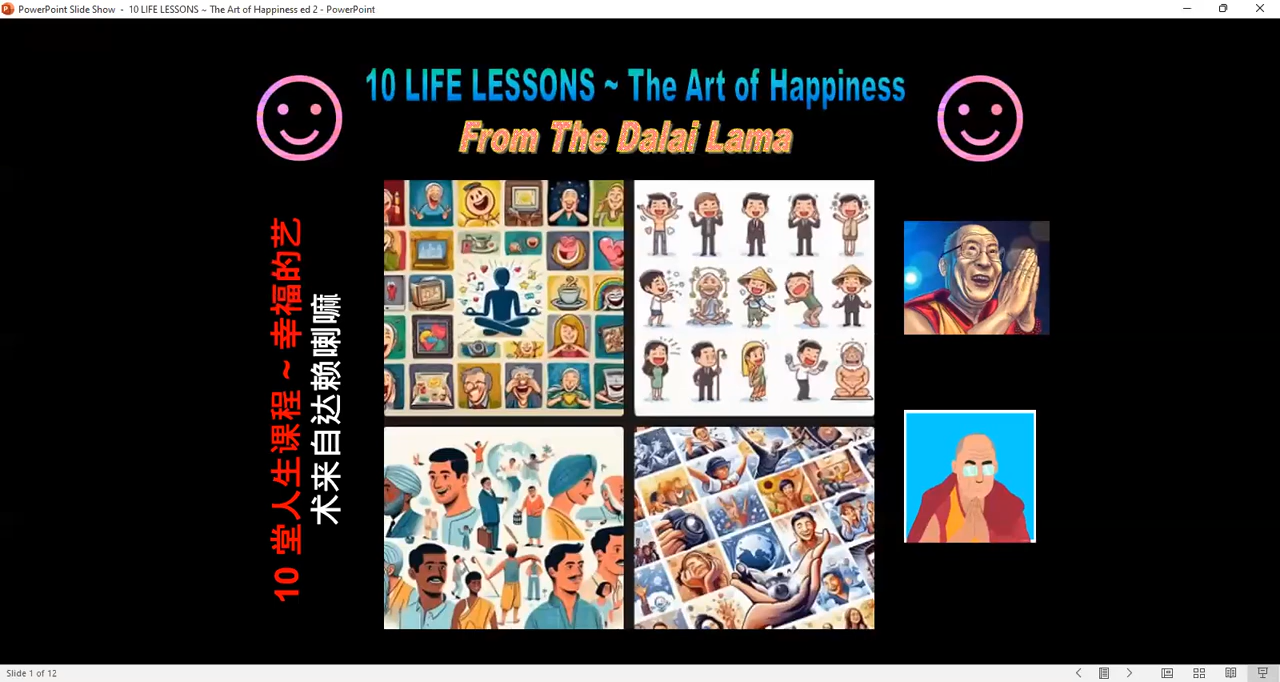 PowerPoint Slide Show - 10 LIFE LESSONS ~ The Art of Happiness ed 2 - PowerPoint
10 LIFE LESSONS ~ The Art of Happiness
From The Dalai Lama
10 堂人生课程 ~ 幸福的艺
术来自达赖喇嘛
Slide 1 of 12